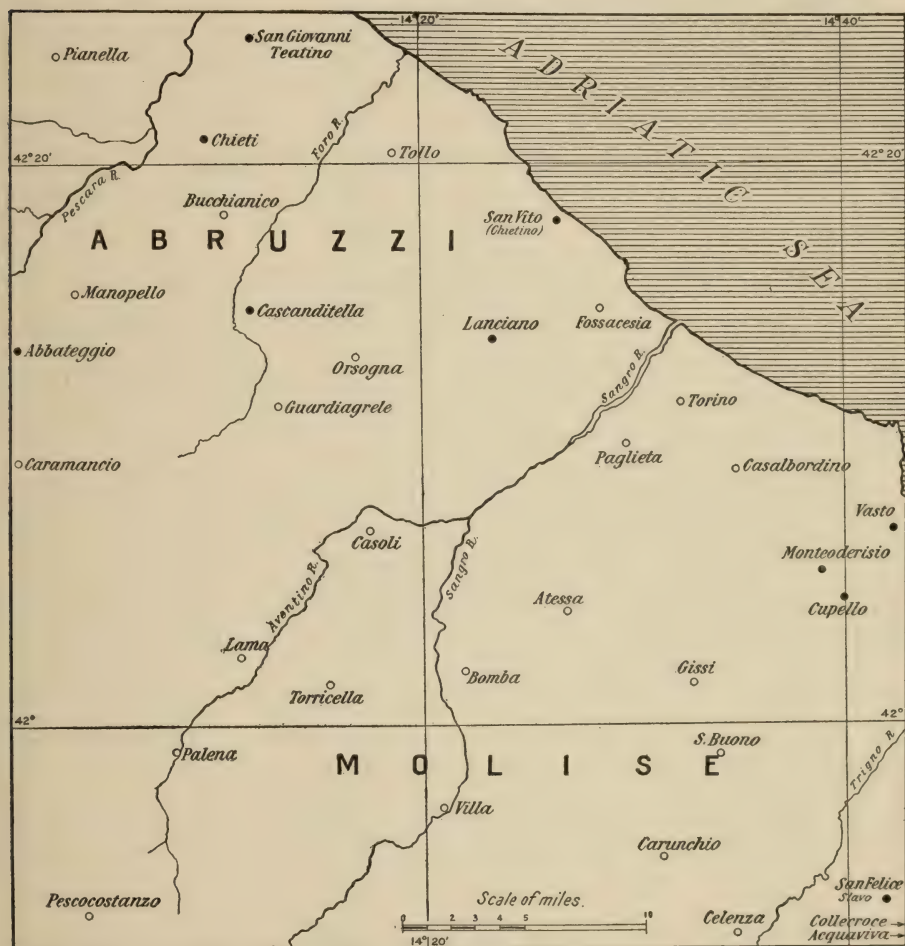 14°20'
14°40'
San Giovanni
Teatino
Pianella
ADRIATIC SEA
Chieti
Foro R.
Tollo
42°20'
42°20'
Pescara R.
Bucchianico
San Vito
(Chietino)
ABRUZZI
Manopello
Cascanditella
Lanciano
Fossacesia
Abbateggio
Orsogna
Sangro R.
Guardiagrele
Torino
Paglieta
Caramancio
Casalbordino
Vasto
Casoli
Sangro R.
Monteoderisio
Aventino R.
Atessa
Cupello
Lama
Bomba
Gissi
Torricella
42°
42°
Palena
S. Buono
MOLISE
Trigno R
Villa
Carunchio
Pescocostanzo
Scale of miles.
San Felice
Slavo
0 1 2 3 4 5 10
Celenza
Collecroce →
Acquaviva →
14°20'